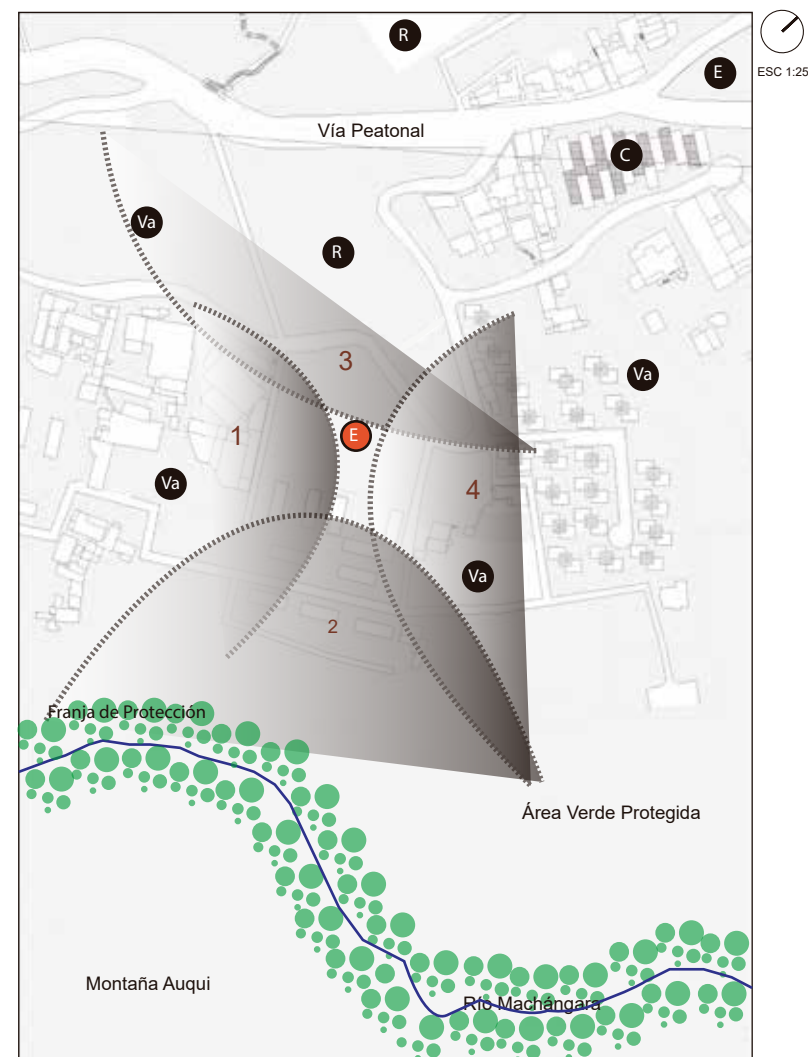 R
E
ESC 1:25
Vía Peatonal
C
Va
R
3
Va
E
1
Va
4
Va
2
Franja de Protección
Área Verde Protegida
Montaña Auqui
Río Machángara